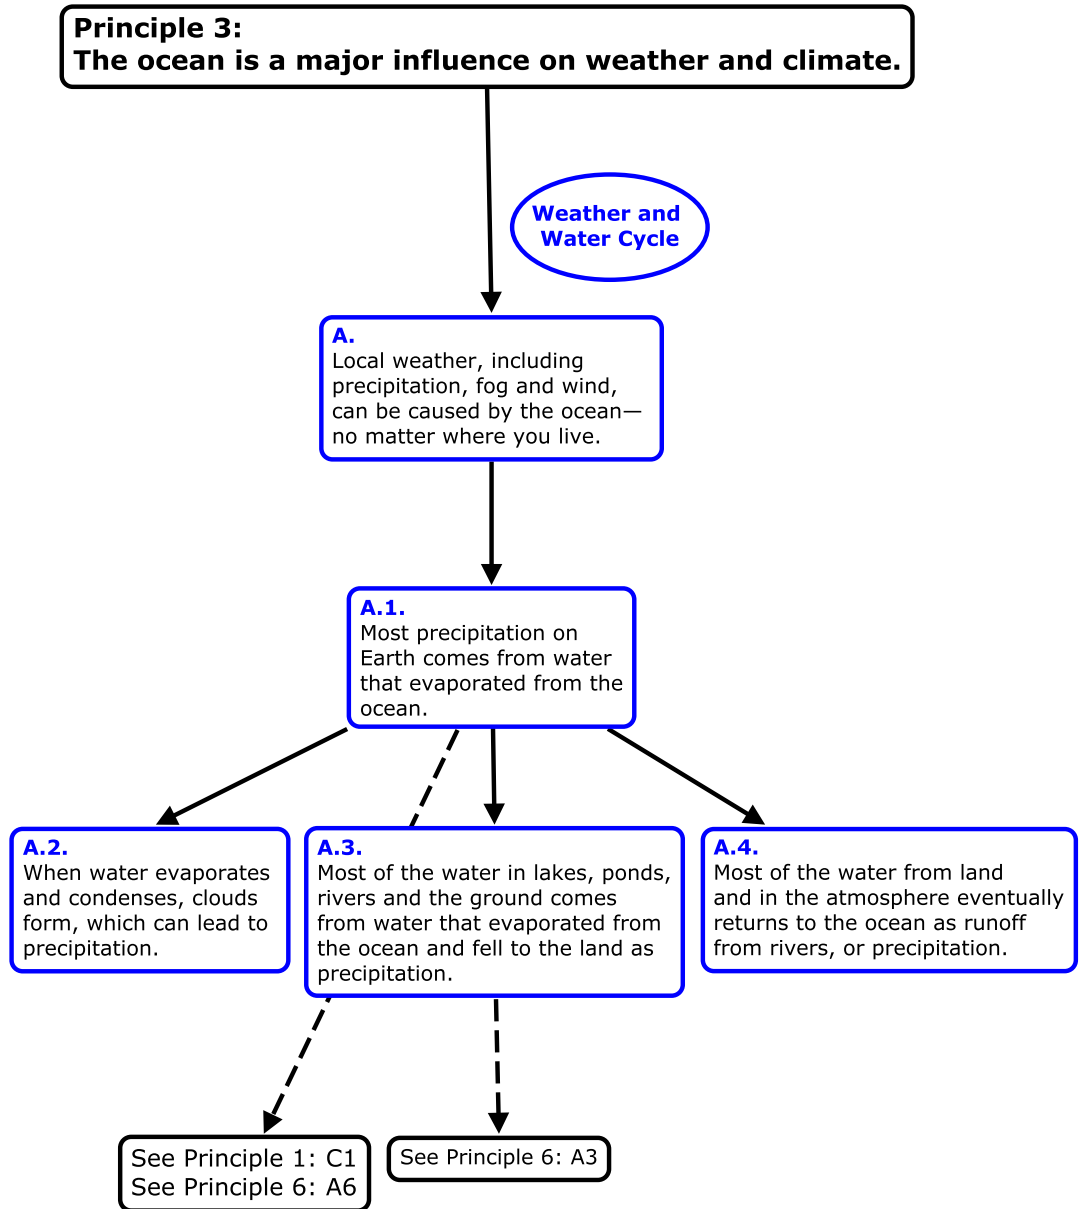 Principle 3:
The ocean is a major influence on weather and climate.
Weather and
Water Cycle
A.
Local weather, including
precipitation, fog and wind,
can be caused by the ocean—
no matter where you live.
A.1.
Most precipitation on
Earth comes from water
that evaporated from the
ocean.
A.2.
When water evaporates
and condenses, clouds
form, which can lead to
precipitation.
A.3.
Most of the water in lakes, ponds,
rivers and the ground comes
from water that evaporated from
the ocean and fell to the land as
precipitation.
A.4.
Most of the water from land
and in the atmosphere eventually
returns to the ocean as runoff
from rivers, or precipitation.
See Principle 1: C1
See Principle 6: A6
See Principle 6: A3